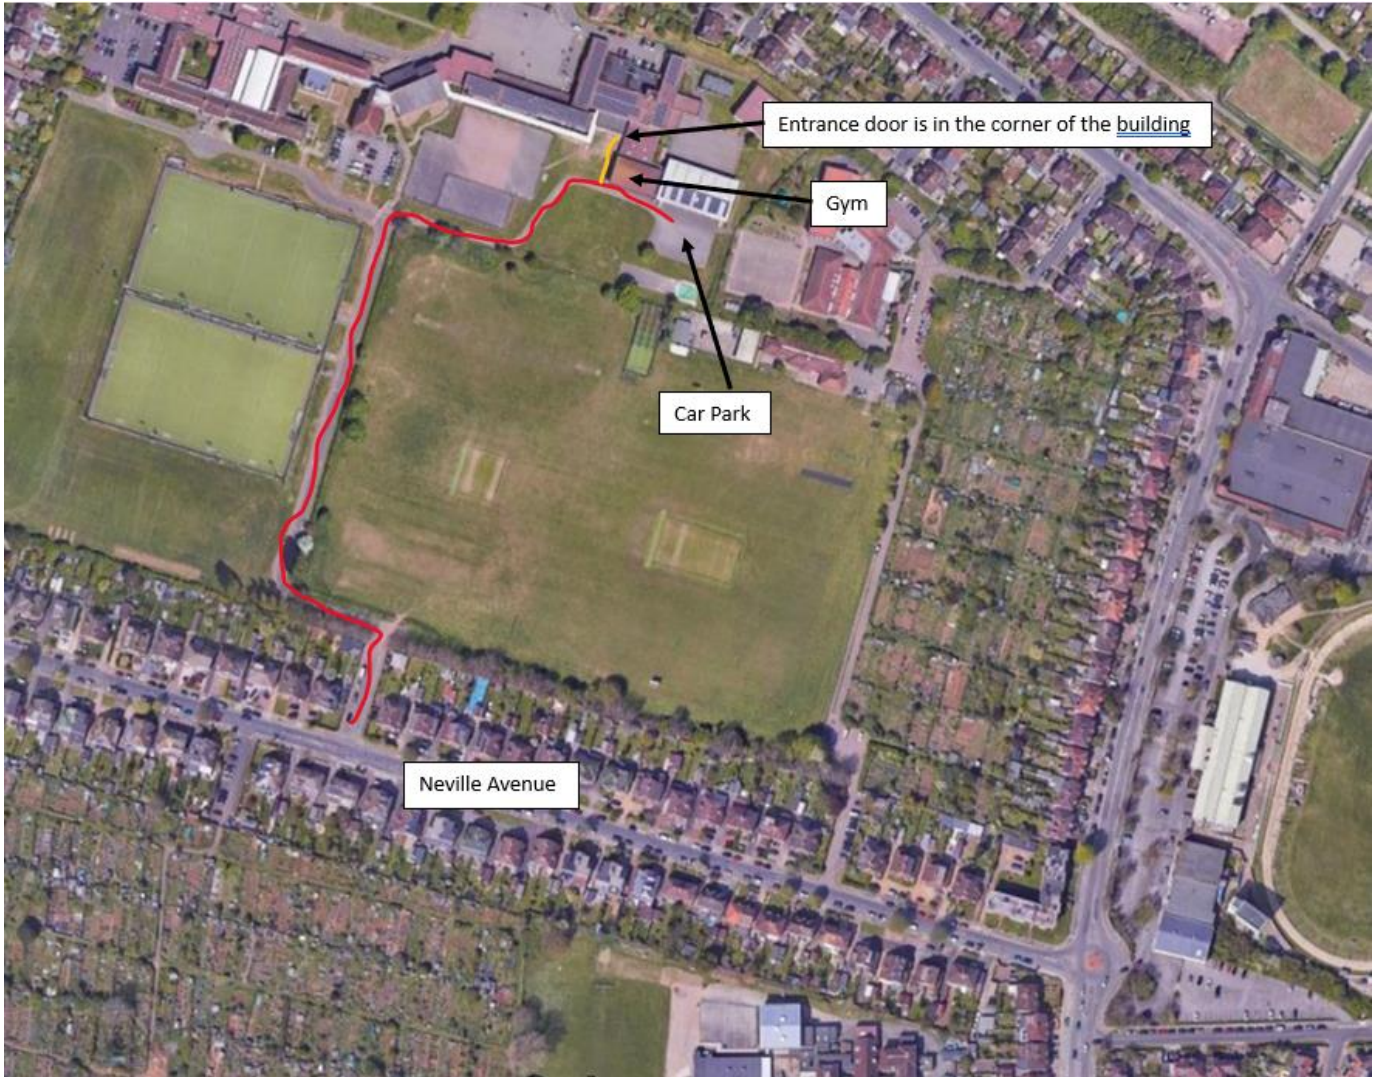 Entrance door is in the corner of the building
Gym
Car Park
Neville Avenue